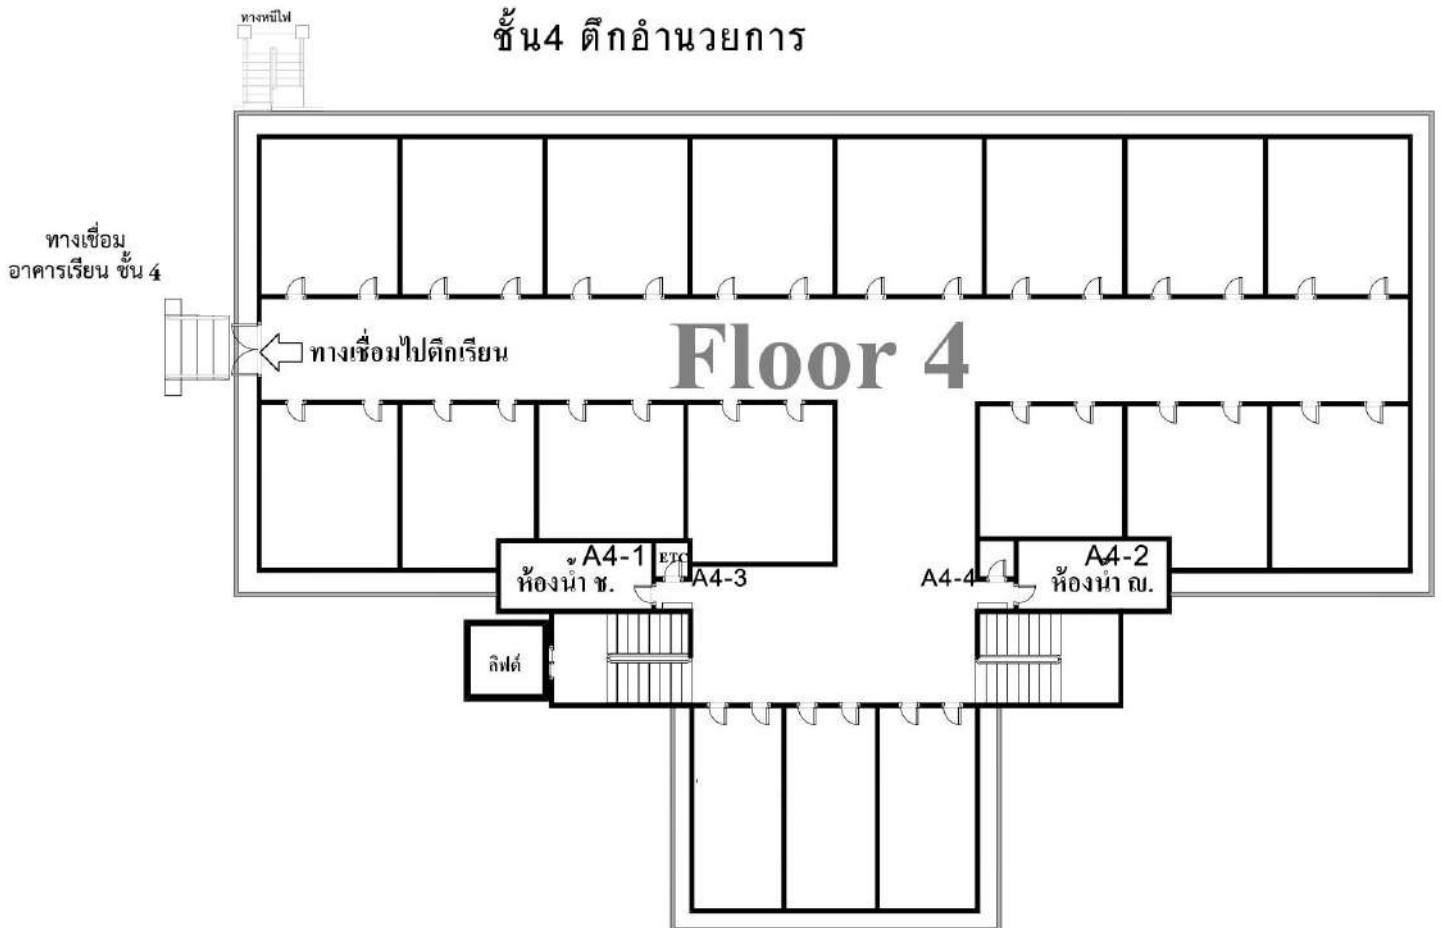 ทางหนีไฟ
ชั้น4 ตึกอำนวยการ
ทางเชื่อม
อาคารเรียน ชั้น 4
ทางเชื่อมไปตึกเรียน
Floor 4
A4-1
ETC
A4-2
ห้องน้ำ ช.
A4-3
A4-4
ห้องน้ำ ญ.
ลิฟต์